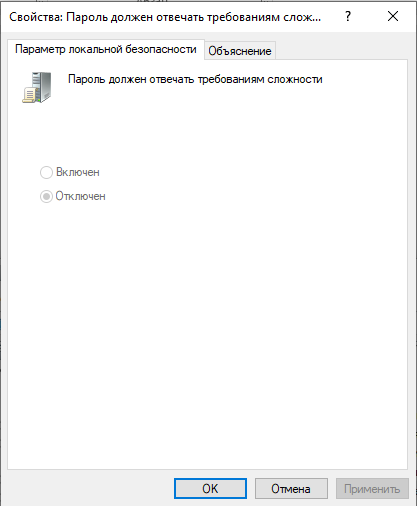 Свойства: Пароль должен отвечать требованиям слож...
?
Параметр локальной безопасности
Объяснение
Пароль должен отвечать требованиям сложности
Включен
Отключен
OK
Отмена
Применить